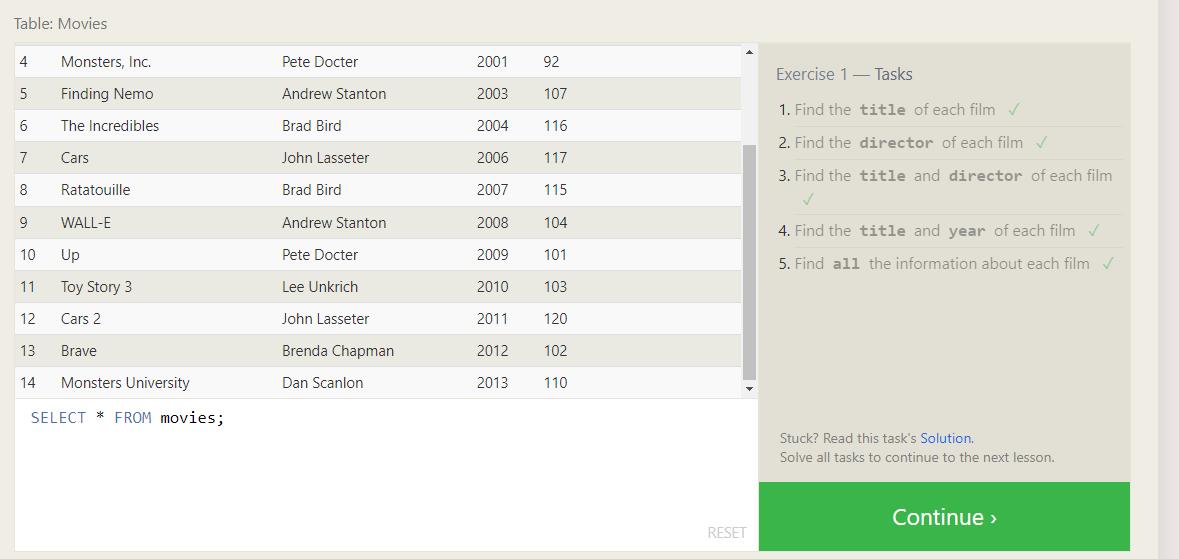 Table: Movies
4 Monsters, Inc. Pete Docter 2001 92
5 Finding Nemo Andrew Stanton 2003 107
6 The Incredibles Brad Bird 2004 116
7 Cars John Lasseter 2006 117
8 Ratatouille Brad Bird 2007 115
9 WALL-E Andrew Stanton 2008 104
10 Up Pete Docter 2009 101
11 Toy Story 3 Lee Unkrich 2010 103
12 Cars 2 John Lasseter 2011 120
13 Brave Brenda Chapman 2012 102
14 Monsters University Dan Scanlon 2013 110
SELECT * FROM movies;
RESET
Exercise 1 — Tasks
1. Find the title of each film ✓
2. Find the director of each film ✓
3. Find the title and director of each film
✓
4. Find the title and year of each film ✓
5. Find all the information about each film ✓
Stuck? Read this task's Solution.
Solve all tasks to continue to the next lesson.
Continue ›